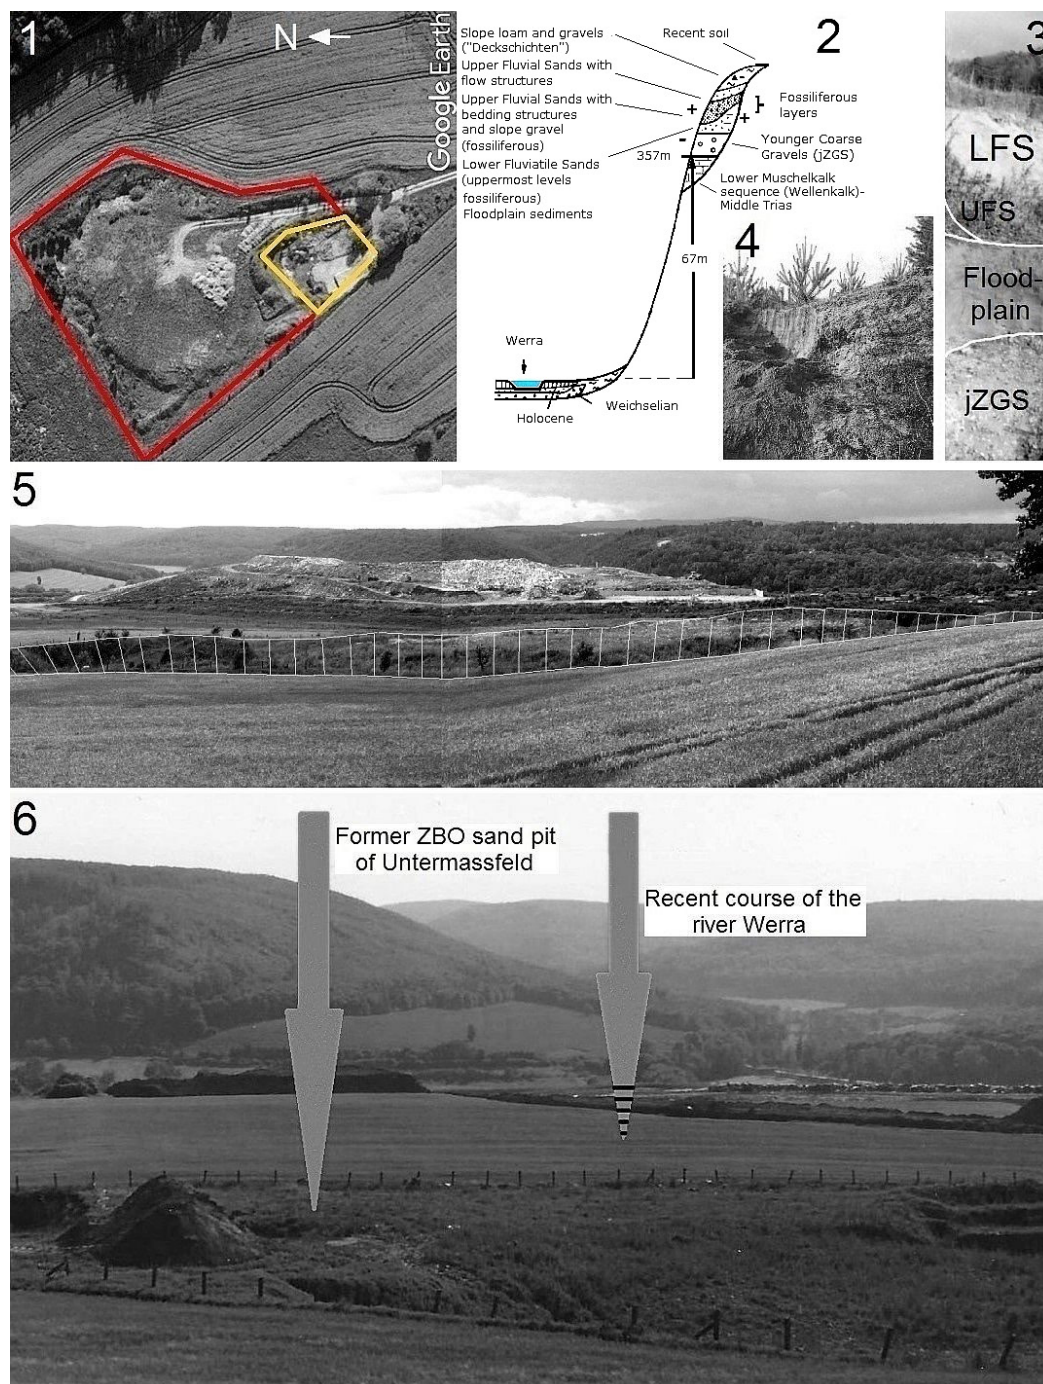 1
N
Google Earth
2
Slope loam and gravels
("Deckschichten")
Upper Fluvial Sands with
flow structures
Upper Fluvial Sands with
bedding structures
and slope gravel
(fossiliferous)
Lower Fluviatile Sands
(uppermost levels
fossiliferous)
Floodplain sediments
Recent soil
+
-
+
Fossiliferous
layers
Younger Coarse
Gravels (jZGS)
357m
Lower Muschelkalk
sequence (Wellenkalk)-
Middle Trias
67m
Werra
Holocene
Weichselian
3
LFS
UFS
Flood-
plain
jZGS
4
5
6
Former ZBO sand pit
of Untermassfeld
Recent course of the
river Werra